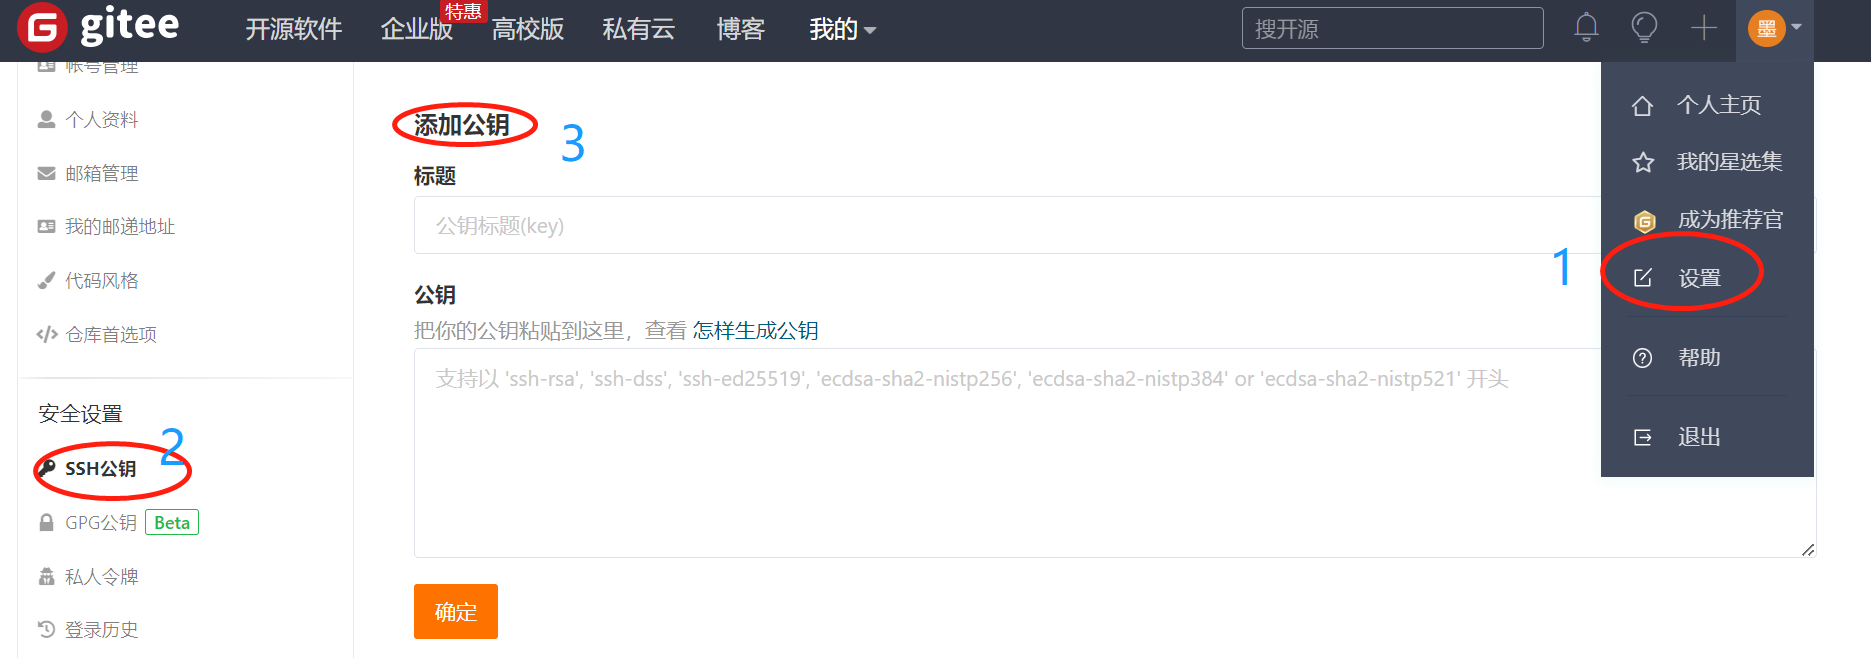 gitee
开源软件
企业版
特惠
高校版
私有云
博客
我的
搜开源
墨
帐号管理
个人资料
邮箱管理
我的邮递地址
代码风格
仓库首选项
安全设置
2
SSH公钥
GPG公钥 Beta
私人令牌
登录历史
添加公钥
3
标题
公钥标题(key)
公钥
把你的公钥粘贴到这里，查看 怎样生成公钥
支持以 'ssh-rsa', 'ssh-dss', 'ssh-ed25519', 'ecdsa-sha2-nistp256', 'ecdsa-sha2-nistp384' or 'ecdsa-sha2-nistp521' 开头
确定
个人主页
我的星选集
成为推荐官
1
设置
帮助
退出